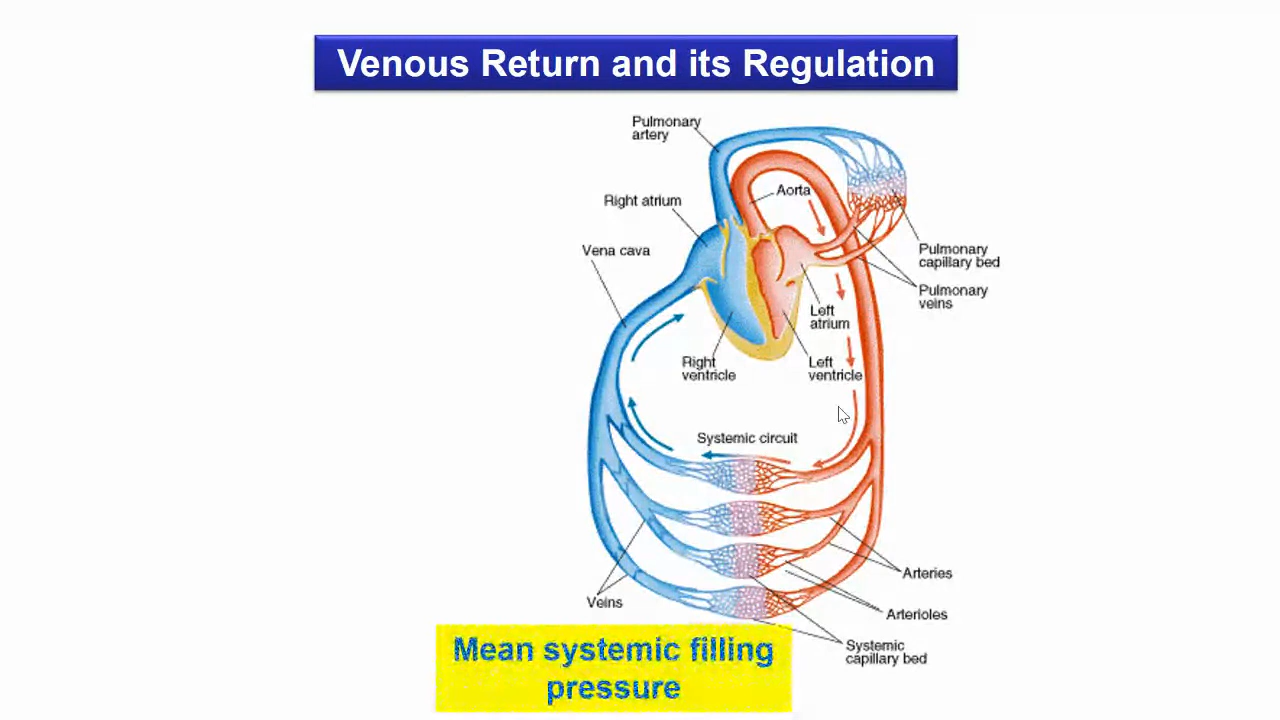 Venous Return and its Regulation
Pulmonary
artery
Aorta
Right atrium
Vena cava
Pulmonary
capillary bed
Pulmonary
veins
Left
atrium
Right
ventricle
Left
ventricle
Systemic circuit
Arteries
Veins
Arterioles
Systemic
capillary bed
Mean systemic filling
pressure